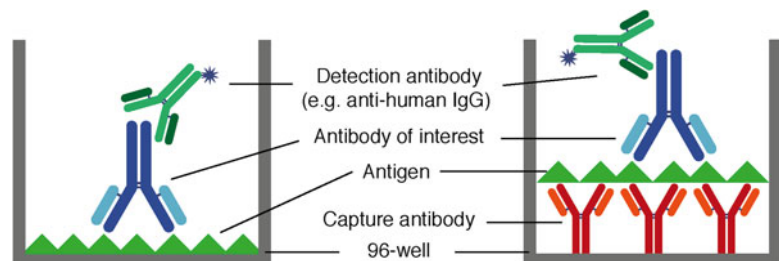 Detection antibody
(e.g. anti-human IgG)
Antibody of interest
Antigen
Capture antibody
96-well